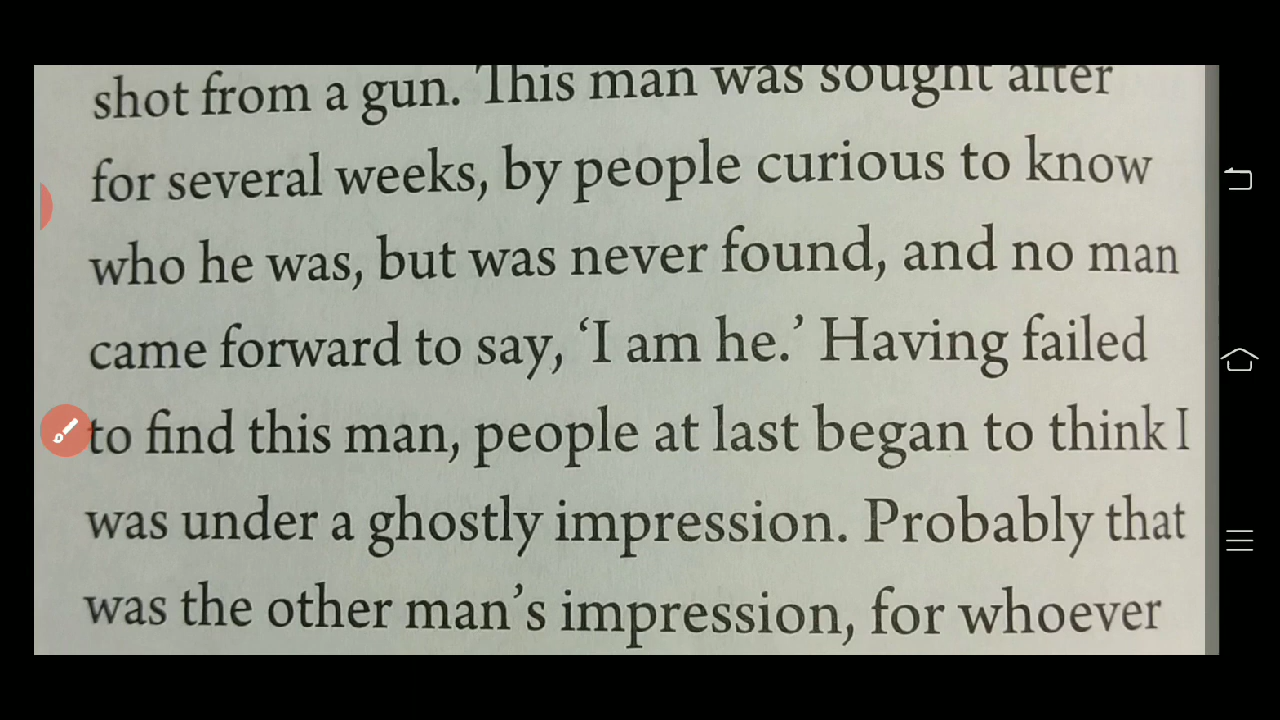 shot from a gun. This man was sought after
for several weeks, by people curious to know
who he was, but was never found, and no man
came forward to say, ‘I am he.’ Having failed
to find this man, people at last began to think I
was under a ghostly impression. Probably that
was the other man’s impression, for whoever